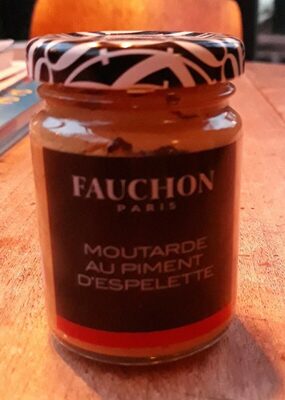 FAUCHON
PARIS
MOUTARDE
AU PIMENT
D'ESPELETTE